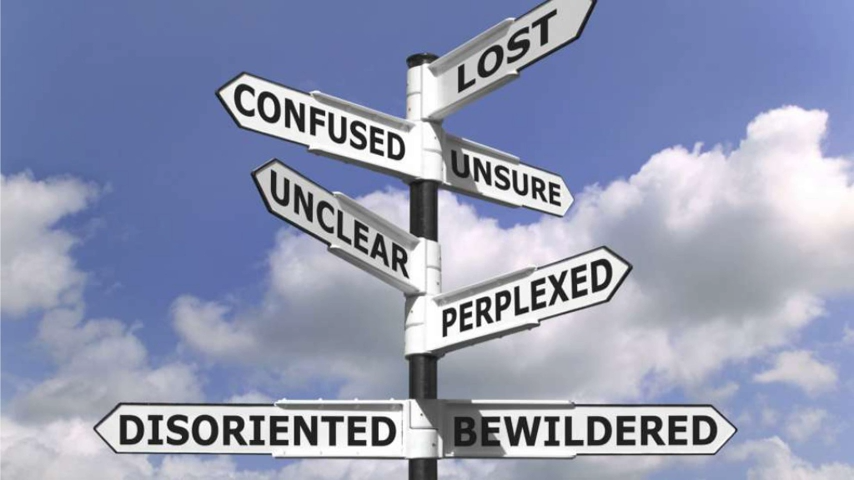 LOST
CONFUSED
UNSURE
UNCLEAR
PERPLEXED
DISORIENTED
BEWILDERED